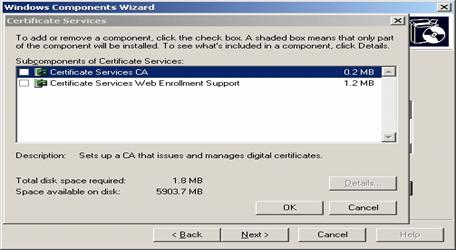 Windows Components Wizard
Certificate Services
To add or remove a component, click the check box. A shaded box means that only part
of the component will be installed. To see what's included in a component, click Details.
Subcomponents of Certificate Services:
Certificate Services CA 0.2 MB
Certificate Services Web Enrollment Support 1.2 MB
Description: Sets up a CA that issues and manages digital certificates.
Total disk space required: 1.8 MB
Space available on disk: 5903.7 MB
Details...
OK Cancel
< Back Next > Cancel Help